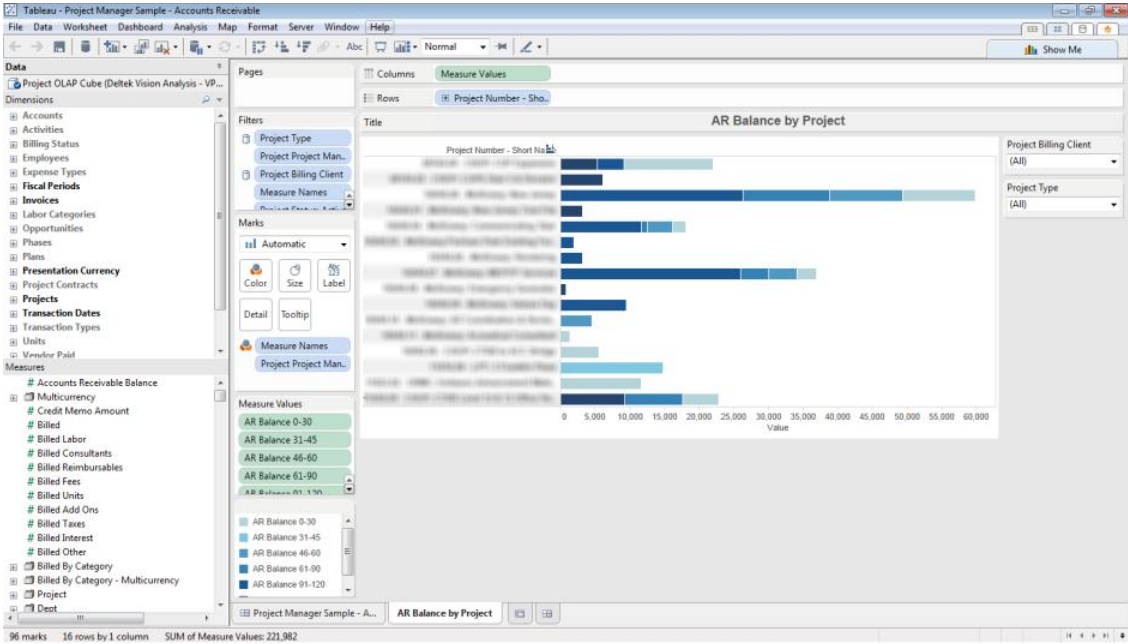 Tableau - Project Manager Sample - Accounts Receivable
File Data Worksheet Dashboard Analysis Map Format Server Window Help
Abc Normal
Show Me
Data
Project OLAP Cube (Deltek Vision Analysis - VP...
Dimensions
Accounts
Activities
Billing Status
Employees
Expense Types
Fiscal Periods
Invoices
Labor Categories
Opportunities
Phases
Plans
Presentation Currency
Project Contracts
Projects
Transaction Dates
Transaction Types
Units
Vendor Paid
Measures
# Accounts Receivable Balance
Multicurrency
# Credit Memo Amount
# Billed
# Billed Labor
# Billed Consultants
# Billed Reimbursables
# Billed Fees
# Billed Units
# Billed Add Ons
# Billed Taxes
# Billed Interest
# Billed Other
Billed By Category
Billed By Category - Multicurrency
Project
Dept
Pages
Filters
Project Type
Project Project Man..
Project Billing Client
Measure Names
Marks
Automatic
Color Size Abc 123 Label
Detail Tooltip
Measure Names
Project Project Man..
Measure Values
AR Balance 0-30
AR Balance 31-45
AR Balance 46-60
AR Balance 61-90
AR Balance 91-120
AR Balance 0-30
AR Balance 31-45
AR Balance 46-60
AR Balance 61-90
AR Balance 91-120
Columns Measure Values
Rows Project Number - Sho..
Title AR Balance by Project
Project Number - Short Na
0 5,000 10,000 15,000 20,000 25,000 30,000 35,000 40,000 45,000 50,000 55,000 60,000
Value
Project Billing Client
(All)
Project Type
(All)
Project Manager Sample - A... AR Balance by Project
96 marks 16 rows by 1 column SUM of Measure Values: 221,982